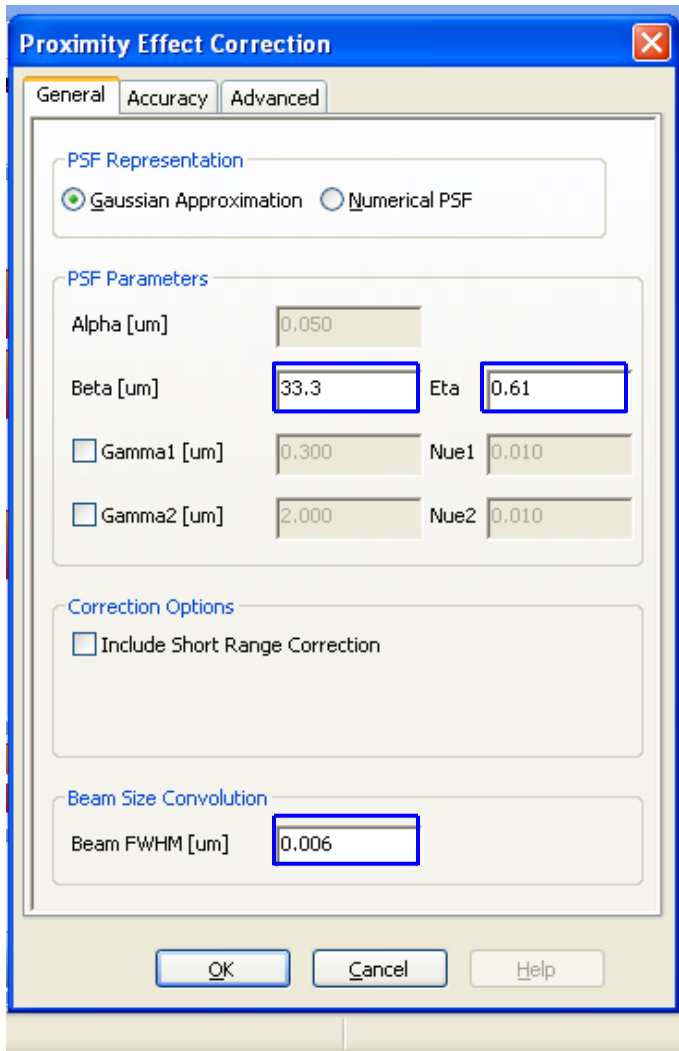 Proximity Effect Correction
General Accuracy Advanced
PSF Representation
Gaussian Approximation Numerical PSF
PSF Parameters
Alpha [um] 0.050
Beta [um] 33.3 Eta 0.61
Gamma1 [um] 0.300 Nue1 0.010
Gamma2 [um] 2.000 Nue2 0.010
Correction Options
Include Short Range Correction
Beam Size Convolution
Beam FWHM [um] 0.006
OK Cancel Help